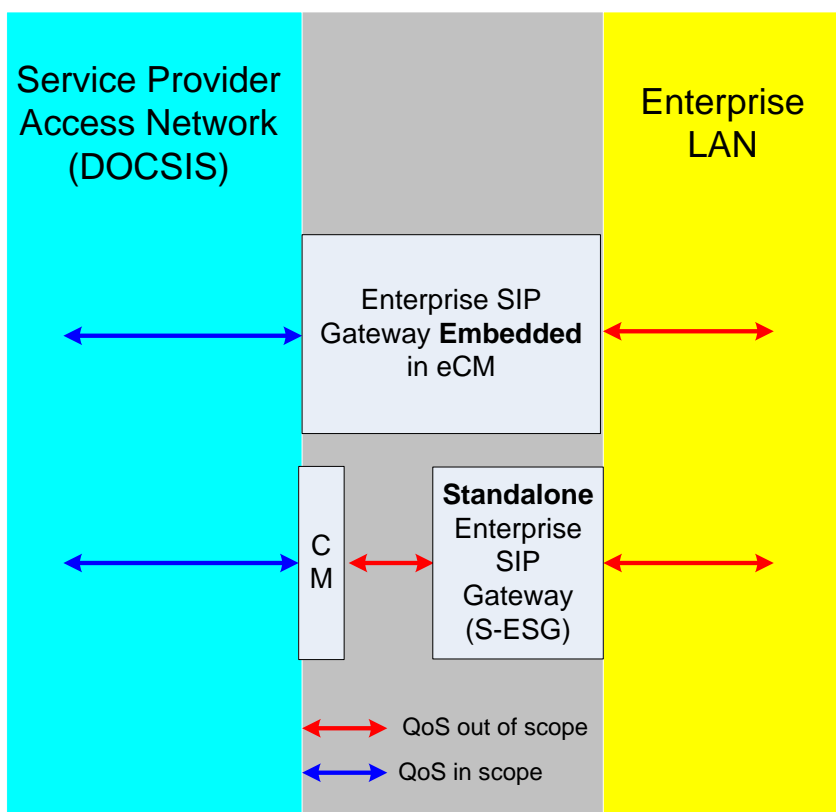 Service Provider
Access Network
(DOCSIS)
Enterprise
LAN
Enterprise SIP
Gateway Embedded
in eCM
C
M
Standalone
Enterprise
SIP
Gateway
(S-ESG)
QoS out of scope
QoS in scope